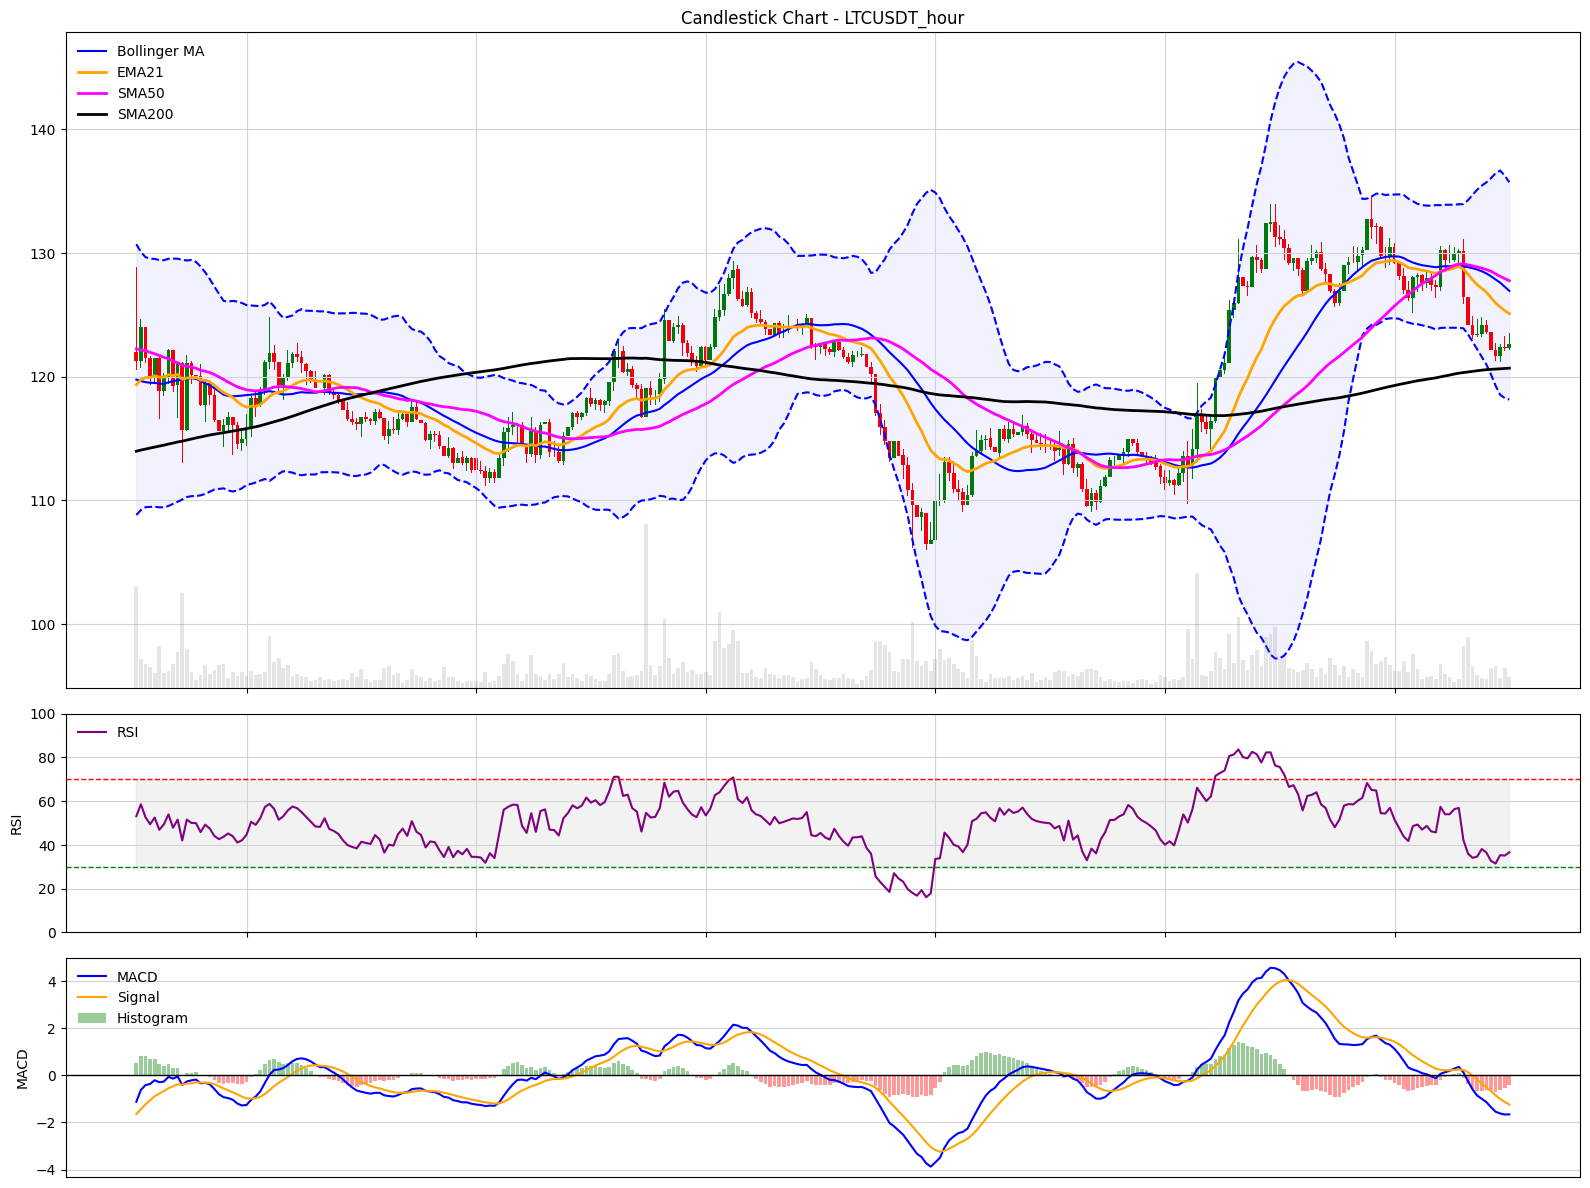 Candlestick Chart - LTCUSDT_hour
Bollinger MA
EMA21
SMA50
SMA200
140
130
120
110
100
100
80
60
40
20
0
RSI
RSI
4
2
0
−2
−4
MACD
MACD
Signal
Histogram